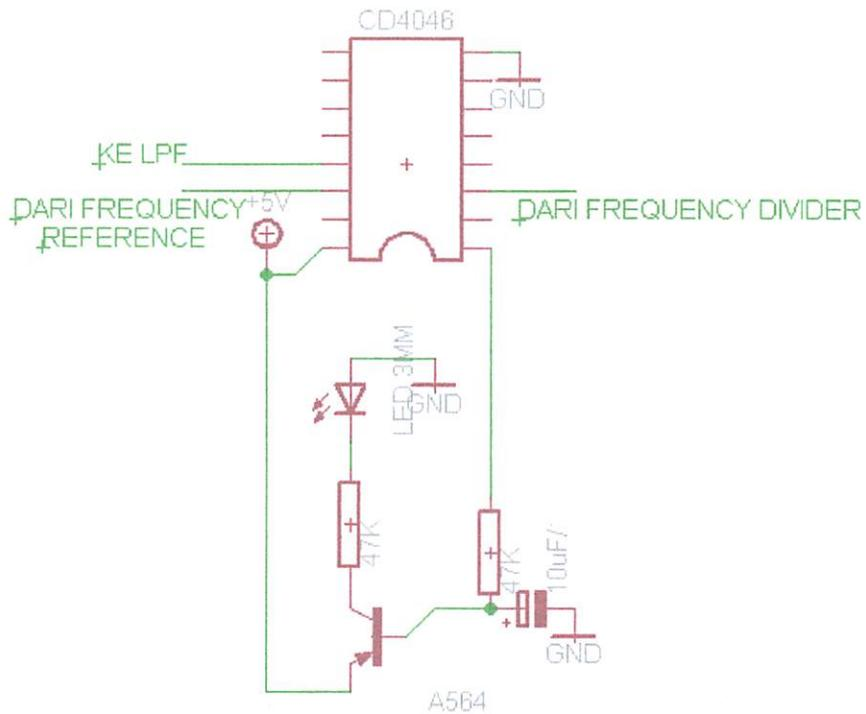 CD4046
GND
KE LPF
DARI FREQUENCY
REFERENCE
+5V
DARI FREQUENCY DIVIDER
LED 3MM
GND
47K
47K
10uF/
GND
A564